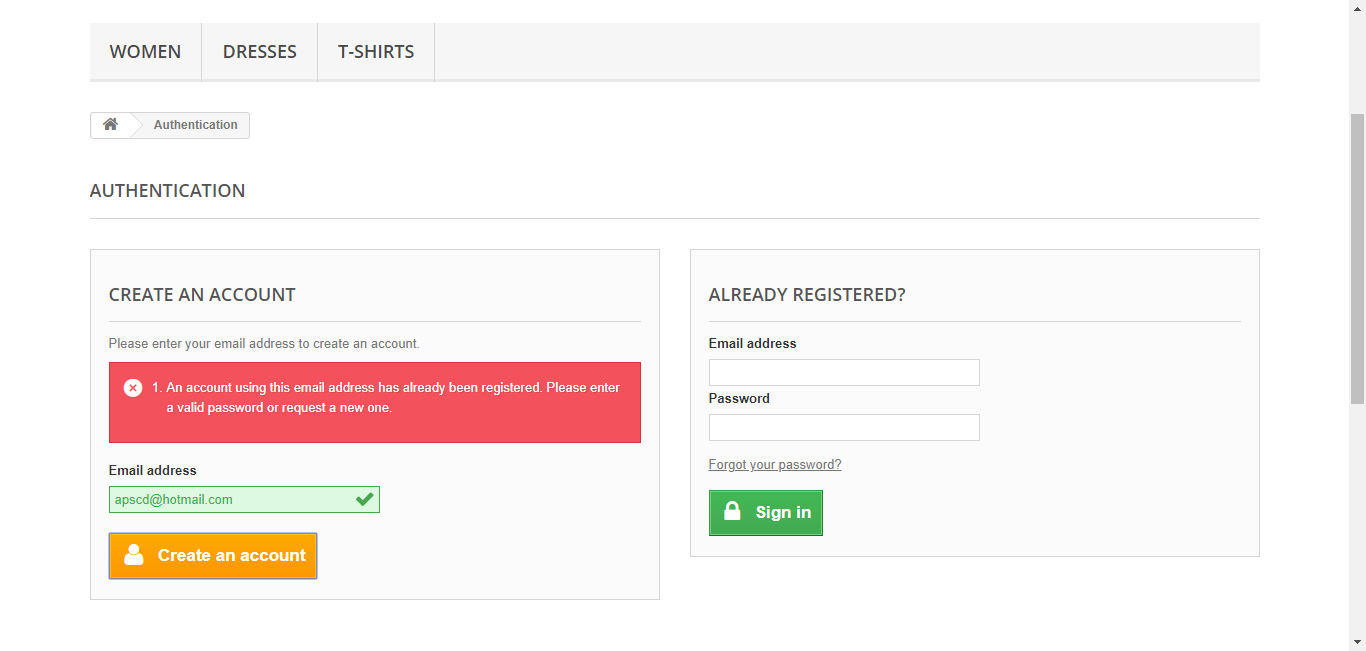 WOMEN
DRESSES
T-SHIRTS
Authentication
AUTHENTICATION
CREATE AN ACCOUNT
Please enter your email address to create an account.
1. An account using this email address has already been registered. Please enter
a valid password or request a new one.
Email address
apscd@hotmail.com
Create an account
ALREADY REGISTERED?
Email address
Password
Forgot your password?
Sign in